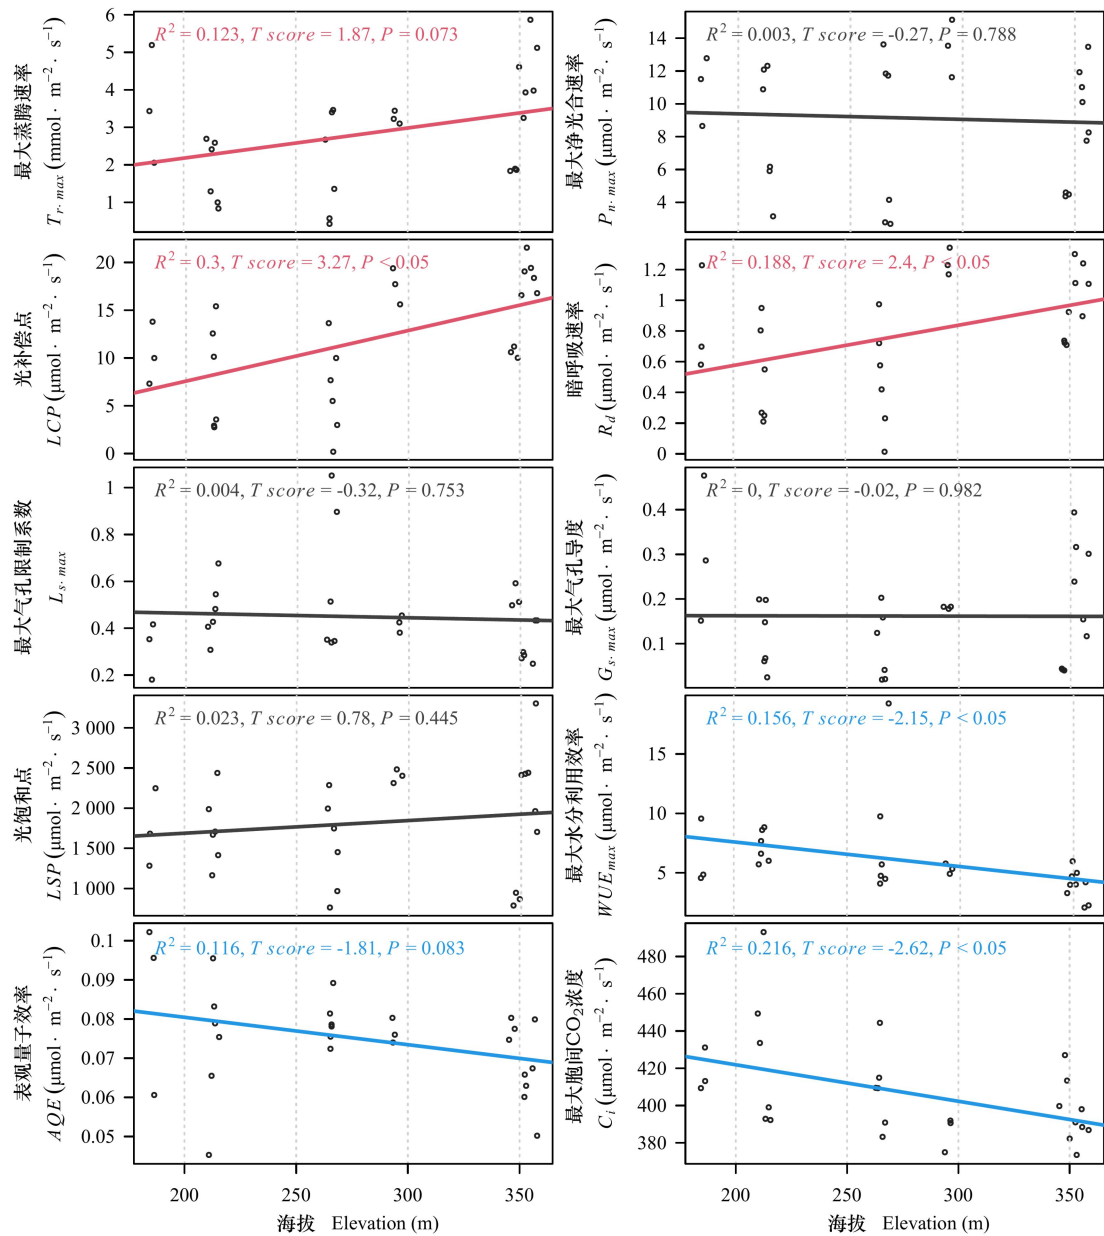 最大蒸腾速率
T_{r·max} (mmol· m⁻²· s⁻¹)
6
5
4
3
2
1
R² = 0.123, T score = 1.87, P = 0.073
最大净光合速率
P_{n·max} (μmol· m⁻²· s⁻¹)
14
12
10
8
6
4
R² = 0.003, T score = -0.27, P = 0.788
光补偿点
LCP (μmol· m⁻²· s⁻¹)
20
15
10
5
0
R² = 0.3, T score = 3.27, P < 0.05
暗呼吸速率
R_d (μmol· m⁻²· s⁻¹)
1.2
1
0.8
0.6
0.4
0.2
0
R² = 0.188, T score = 2.4, P < 0.05
最大气孔限制系数
L_{s·max}
1
0.8
0.6
0.4
0.2
R² = 0.004, T score = -0.32, P = 0.753
最大气孔导度
G_{s·max} (μmol· m⁻²· s⁻¹)
0.4
0.3
0.2
0.1
R² = 0, T score = -0.02, P = 0.982
光饱和点
LSP (μmol· m⁻²· s⁻¹)
3 000
2 500
2 000
1 500
1 000
R² = 0.023, T score = 0.78, P = 0.445
最大水分利用效率
WUE_{max} (μmol· m⁻²· s⁻¹)
15
10
5
R² = 0.156, T score = -2.15, P < 0.05
表观量子效率
AQE (μmol· m⁻²· s⁻¹)
0.1
0.09
0.08
0.07
0.06
0.05
R² = 0.116, T score = -1.81, P = 0.083
最大胞间CO₂浓度
C_i (μmol· m⁻²· s⁻¹)
480
460
440
420
400
380
R² = 0.216, T score = -2.62, P < 0.05
200 250 300 350
海拔 Elevation (m)
200 250 300 350
海拔 Elevation (m)